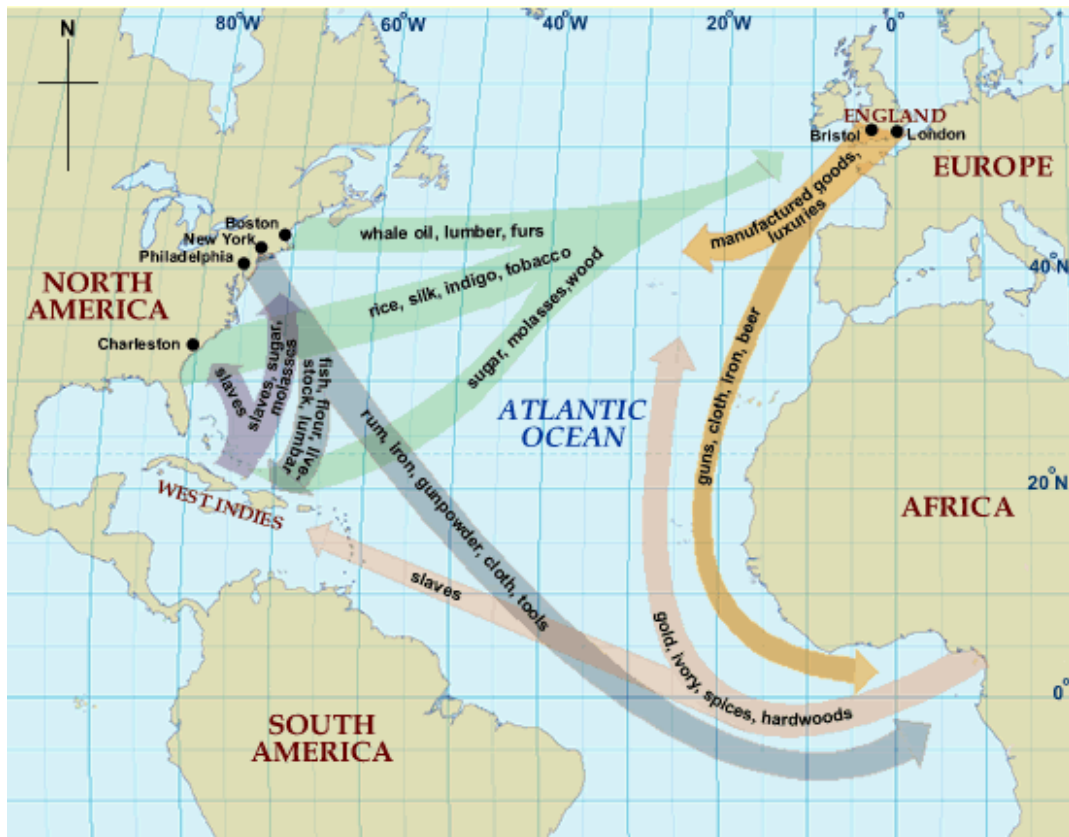 N
80°W
60°W
40°W
20°W
0°
ENGLAND
Bristol
London
EUROPE
manufactured goods,
luxuries
Boston
New York
Philadelphia
whale oil, lumber, furs
NORTH
AMERICA
rice, silk, indigo, tobacco
40°N
Charleston
sugar, molasses,wood
slaves
slaves, sugar,
molasses
fish, flour, live-
stock, lumbar
guns, cloth, iron, beer
ATLANTIC
OCEAN
rum, iron, gunpowder, cloth, tools
WEST INDIES
20°N
AFRICA
slaves
gold, ivory, spices, hardwoods
0°
SOUTH
AMERICA